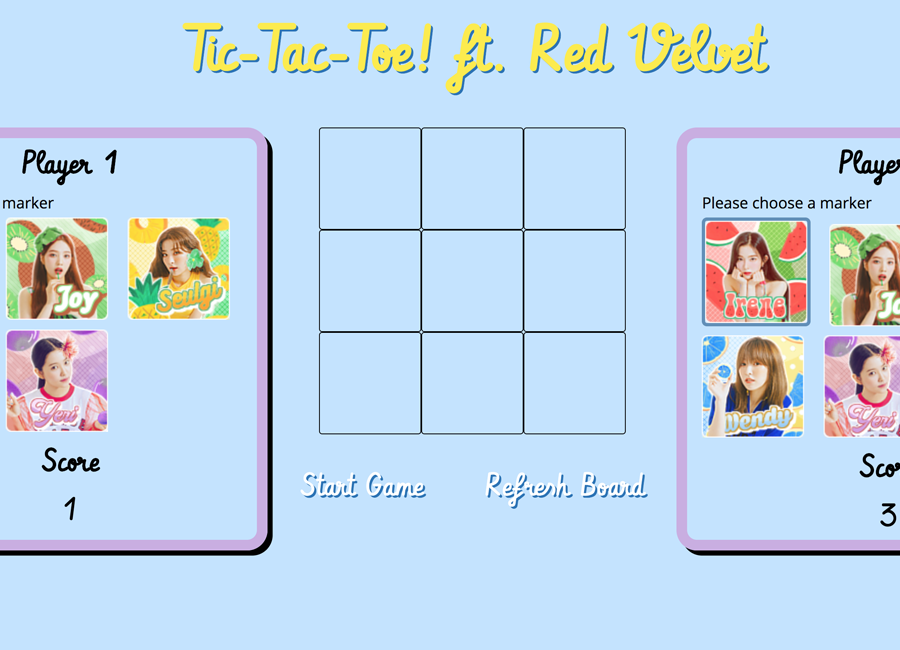 Tic-Tac-Toe! ft. Red Velvet
Player 1
marker
Joy
Seulgi
Yeri
Score
1
Start Game
Refresh Board
Playe
Please choose a marker
Irene
Jo
Wendy
Yeri
Sco
3